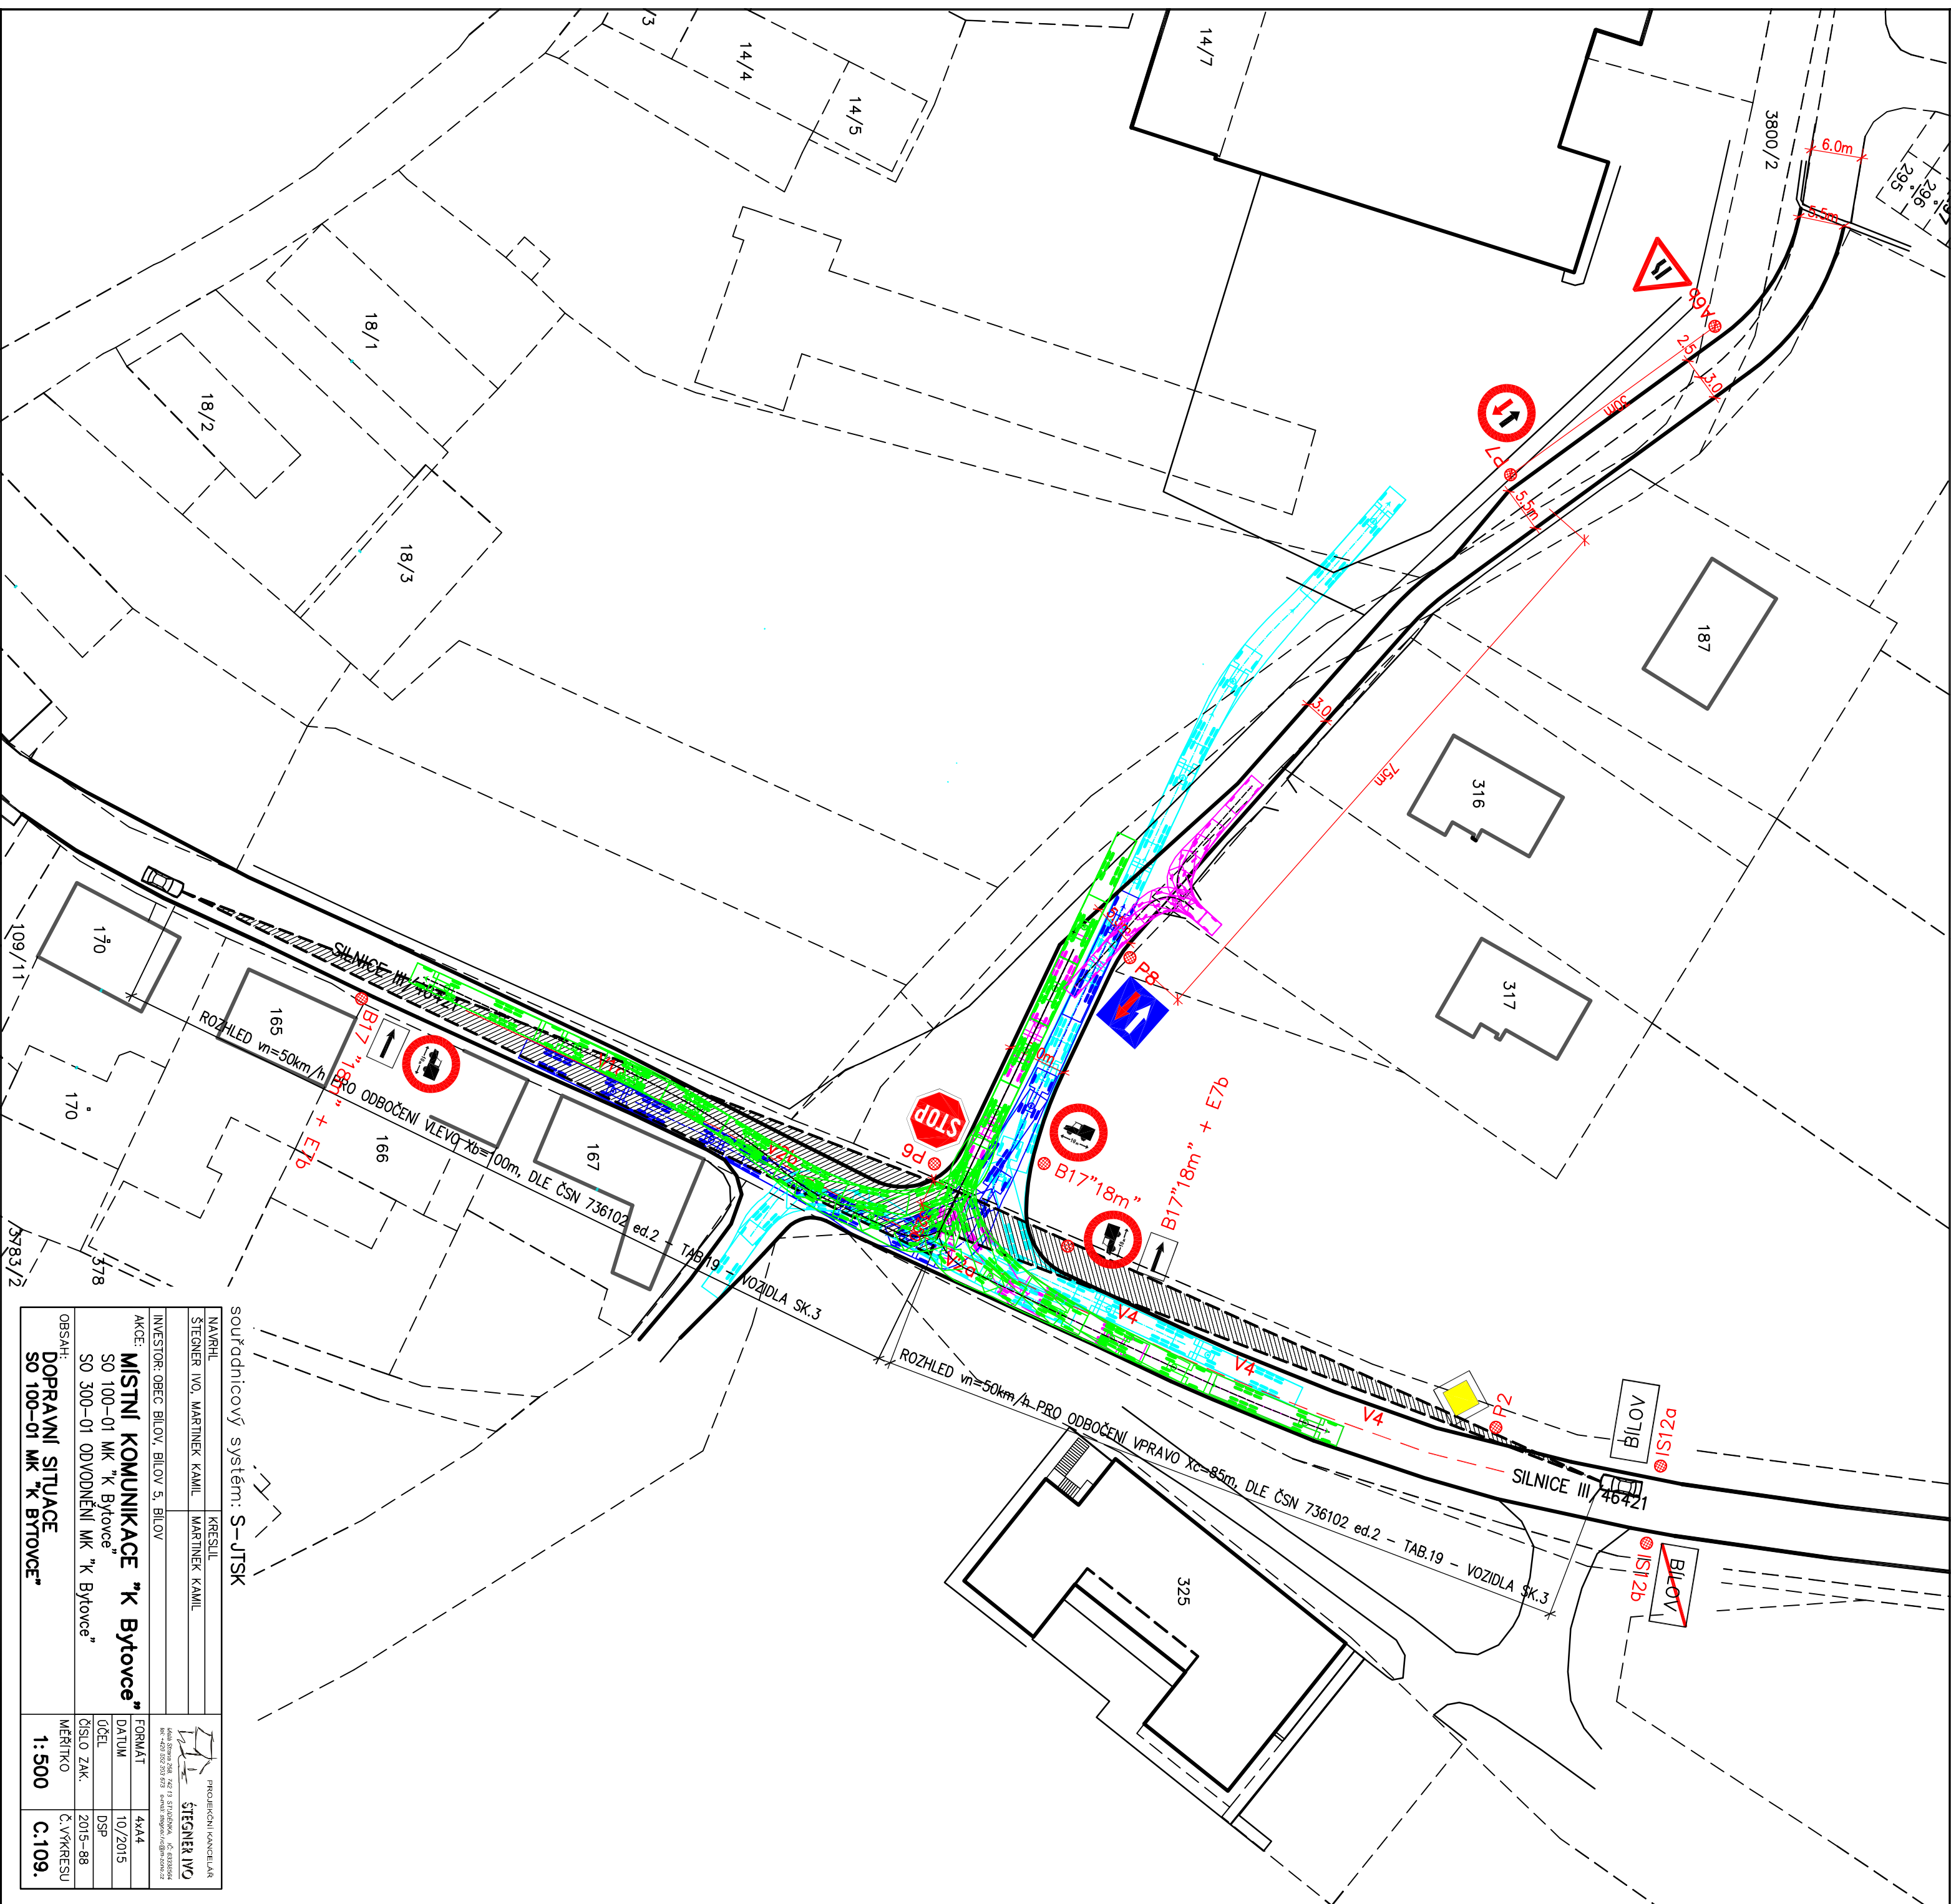 14/4
14/5
14/7
3800/2
6.0m
5.5m
295
296
A6b
2.5
3.0
30m
P7
5.5m
18/1
18/2
18/3
187
316
317
75m
3.0
P8
STOP
P6
B17"18m"
B17"18m" + E7b
B17 "18m" + E7b
V4
V4
V4
V4
V2b
P2
BÍLOV
IS12a
BÍLOV
IS12b
SILNICE III/46421
SILNICE III/
170
109/11
165
166
167
170
378
3783/2
325
ROZHLED vn=50km/h PRO ODBOČENÍ VLEVO Xb=100m, DLE ČSN 736102 ed.2 - TAB.19 - VOZIDLA SK.3
ROZHLED vn=50km/h PRO ODBOČENÍ VPRAVO Xc=85m, DLE ČSN 736102 ed.2 - TAB.19 - VOZIDLA SK.3
souřadnicový systém: S-JTSK
NAVRHL
KRESLIL
ŠTEGNER IVO, MARTINEK KAMIL
MARTINEK KAMIL
PROJEKČNÍ KANCELÁŘ
ŠTEGNER IVO
INVESTOR: OBEC BÍLOV, BÍLOV 5, BÍLOV
AKCE:
MÍSTNÍ KOMUNIKACE "K Bytovce"
SO 100-01 MK "K Bytovce"
SO 300-01 ODVODNĚNÍ MK "K Bytovce"
FORMÁT 4xA4
DATUM 10/2015
ÚČEL DSP
ČÍSLO ZAK. 2015-88
OBSAH:
DOPRAVNÍ SITUACE
SO 100-01 MK "K BYTOVCE"
MĚŘÍTKO
1:500
Č.VÝKRESU
C.109.